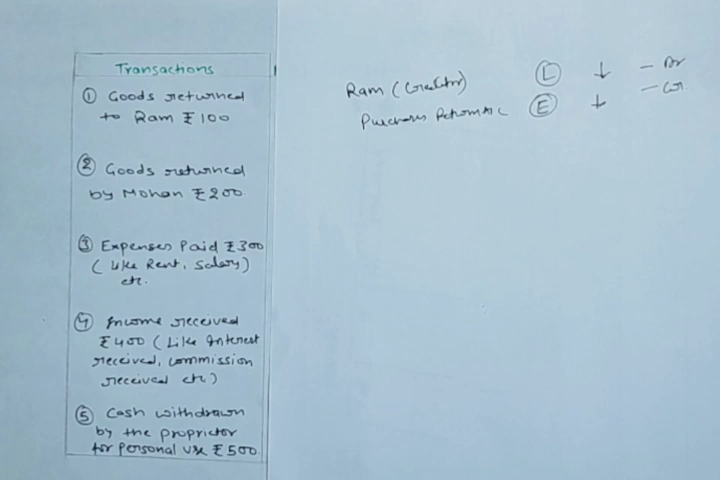 Transactions
① Goods returned
to Ram ₹100
② Goods returned
by Mohan ₹200.
③ Expenses Paid ₹300
(Like Rent, Salary)
etc.
④ Income received
₹400 (Like Interest
received, commission
received etc)
⑤ Cash withdrawn
by the proprietor
for Personal use ₹500.
Ram (Creditor) L ↓ - Dr
Purchases Return A/c E ↓ - Cr.